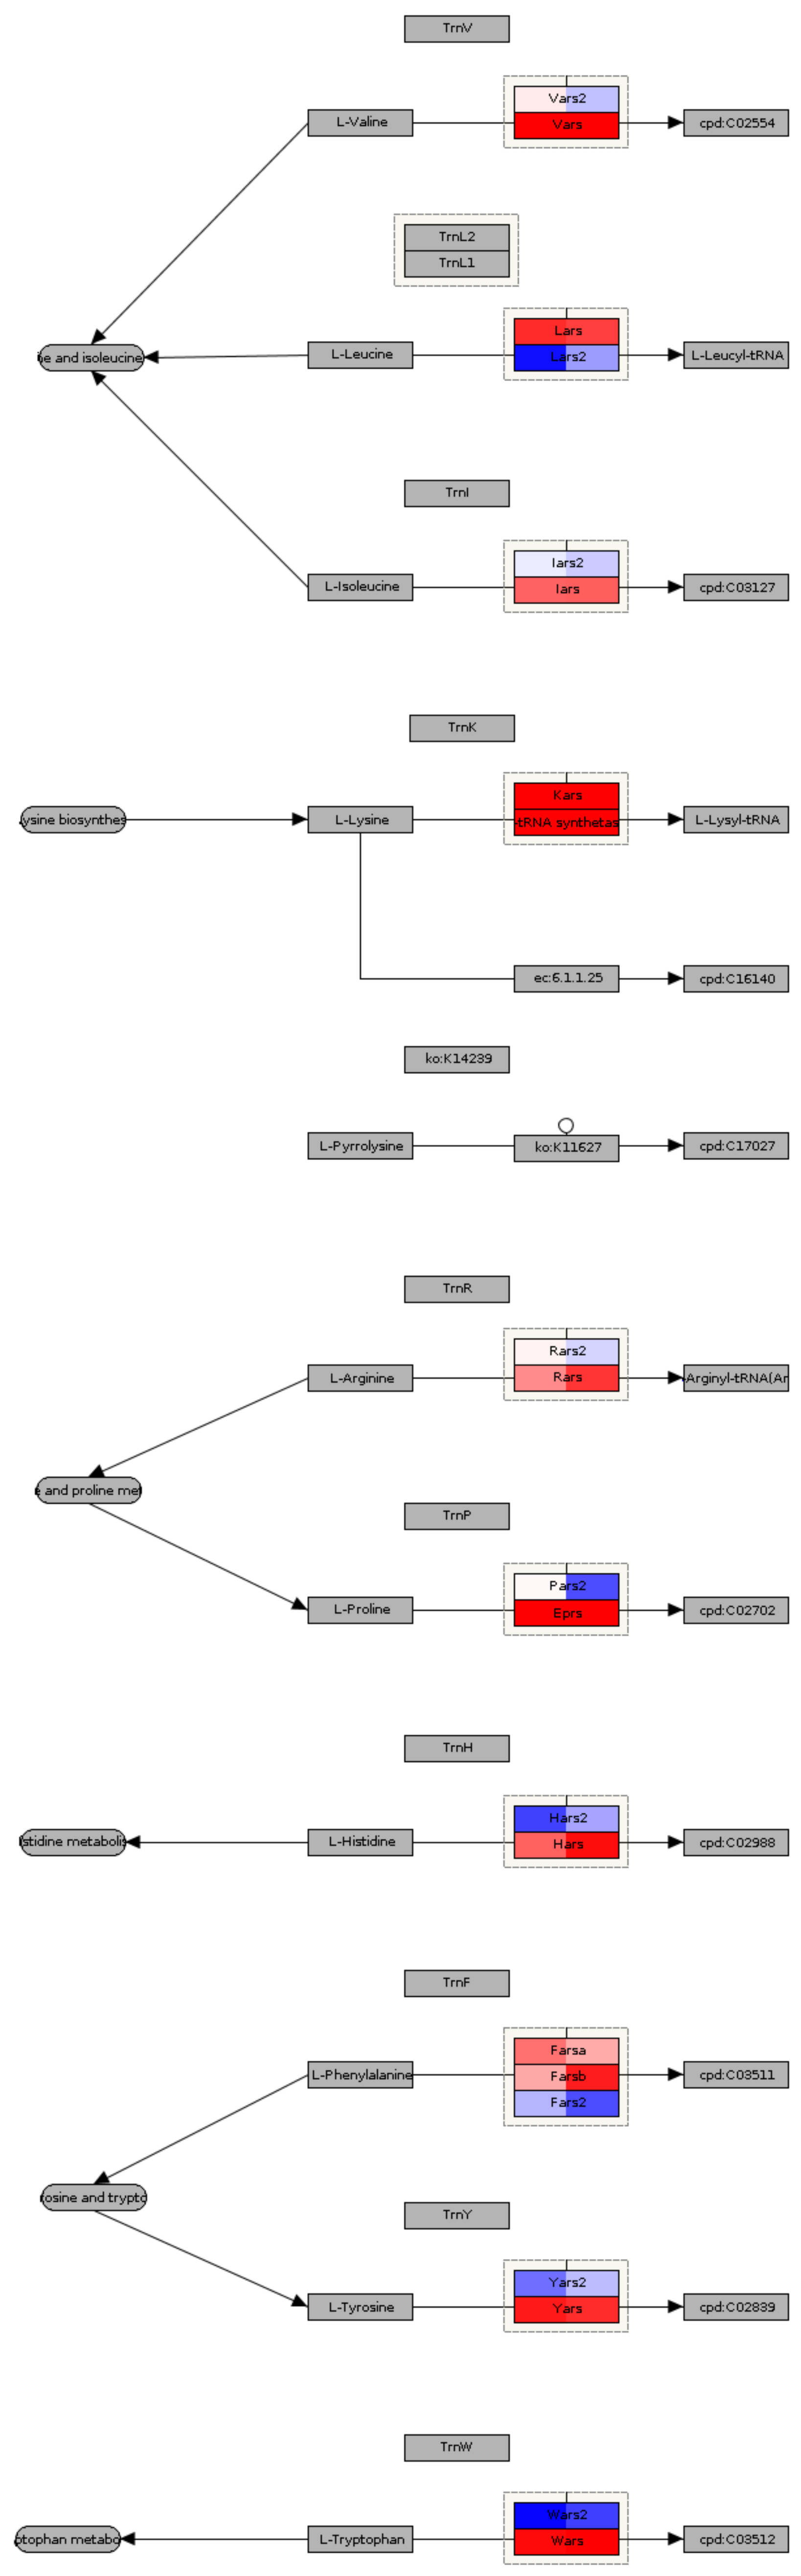 TrnV
Vars2
L-Valine
Vars
cpd:C02554
TrnL2
TrnL1
Lars
ie and isoleucine
L-Leucine
Lars2
L-Leucyl-tRNA
TrnI
Iars2
L-Isoleucine
Iars
cpd:C03127
TrnK
Kars
ysine biosynthes
L-Lysine
-tRNA synthetas
L-Lysyl-tRNA
ec:6.1.1.25
cpd:C16140
ko:K14239
L-Pyrrolysine
ko:K11627
cpd:C17027
TrnR
Rars2
L-Arginine
Rars
-Arginyl-tRNA(Ar
e and proline met
TrnP
Pars2
L-Proline
Eprs
cpd:C02702
TrnH
Hars2
stidine metabolis
L-Histidine
Hars
cpd:C02988
TrnF
Farsa
L-Phenylalanine
Farsb
cpd:C03511
Fars2
rosine and trypto
TrnY
Yars2
L-Tyrosine
Yars
cpd:C02839
TrnW
Wars2
ptophan metabo
L-Tryptophan
Wars
cpd:C03512